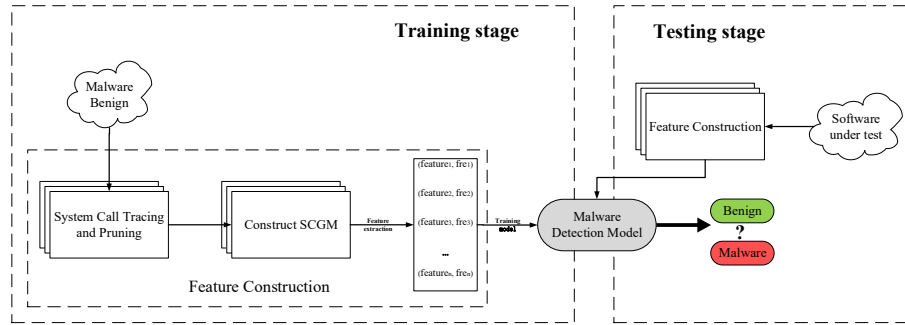 Training stage
Testing stage
Malware
Benign
System Call Tracing
and Pruning
Construct SCGM
Feature
extraction
(feature₁, fre₁)
(feature₂, fre₂)
(feature₃, fre₃)
...
(featureₙ, freₙ)
Feature Construction
Training
model
Malware
Detection Model
Feature Construction
Software
under test
Benign
?
Malware